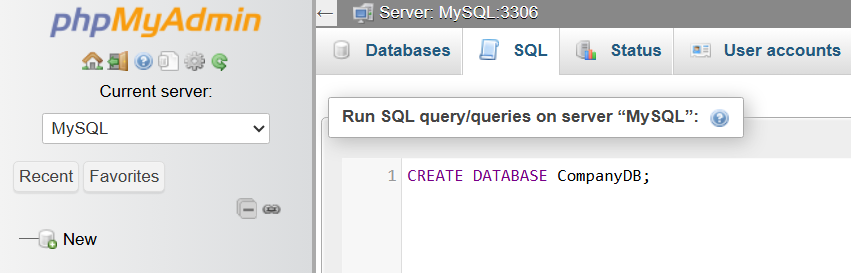 phpMyAdmin
Current server:
MySQL
Recent
Favorites
New
Server: MySQL:3306
Databases
SQL
Status
User accounts
Run SQL query/queries on server “MySQL”:
1
CREATE DATABASE CompanyDB;